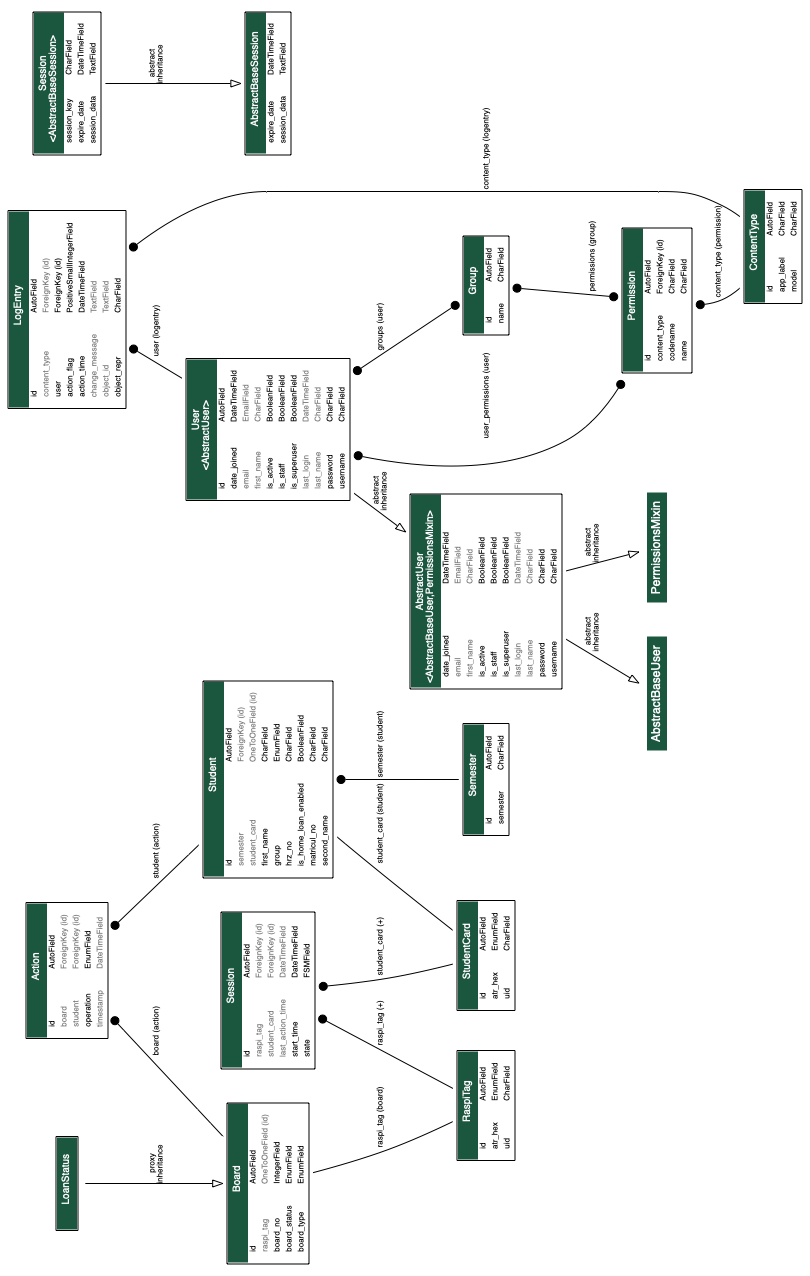 Session
<AbstractBaseSession>
session_key CharField
expire_date DateTimeField
session_data TextField
abstract
inheritance
AbstractBaseSession
expire_date DateTimeField
session_data TextField
LogEntry
id AutoField
content_type ForeignKey (id)
user ForeignKey (id)
action_flag PositiveSmallIntegerField
action_time DateTimeField
change_message TextField
object_id TextField
object_repr CharField
user (logentry)
content_type (logentry)
User
<AbstractUser>
id AutoField
date_joined DateTimeField
email EmailField
first_name CharField
is_active BooleanField
is_staff BooleanField
is_superuser BooleanField
last_login DateTimeField
last_name CharField
password CharField
username CharField
groups (user)
user_permissions (user)
abstract
inheritance
Group
id AutoField
name CharField
permissions (group)
Permission
id AutoField
content_type ForeignKey (id)
codename CharField
name CharField
content_type (permission)
ContentType
id AutoField
app_label CharField
model CharField
AbstractUser
<AbstractBaseUser,PermissionsMixin>
date_joined DateTimeField
email EmailField
first_name CharField
is_active BooleanField
is_staff BooleanField
is_superuser BooleanField
last_login DateTimeField
last_name CharField
password CharField
username CharField
abstract
inheritance
PermissionsMixin
abstract
inheritance
AbstractBaseUser
Student
id AutoField
semester ForeignKey (id)
student_card OneToOneField (id)
first_name CharField
group EnumField
hrz_no CharField
is_home_loan_enabled BooleanField
matricul_no CharField
second_name CharField
semester (student)
student_card (student)
Semester
id AutoField
semester CharField
student (action)
Action
id AutoField
board ForeignKey (id)
student ForeignKey (id)
operation EnumField
timestamp DateTimeField
board (action)
Session
id AutoField
raspi_tag ForeignKey (id)
student_card ForeignKey (id)
last_action_time DateTimeField
start_time DateTimeField
state FSMField
student_card (+)
raspi_tag (+)
StudentCard
id AutoField
atr_hex EnumField
uid CharField
RaspiTag
id AutoField
atr_hex EnumField
uid CharField
raspi_tag (board)
LoanStatus
proxy
inheritance
Board
id AutoField
raspi_tag OneToOneField (id)
board_no IntegerField
board_status EnumField
board_type EnumField